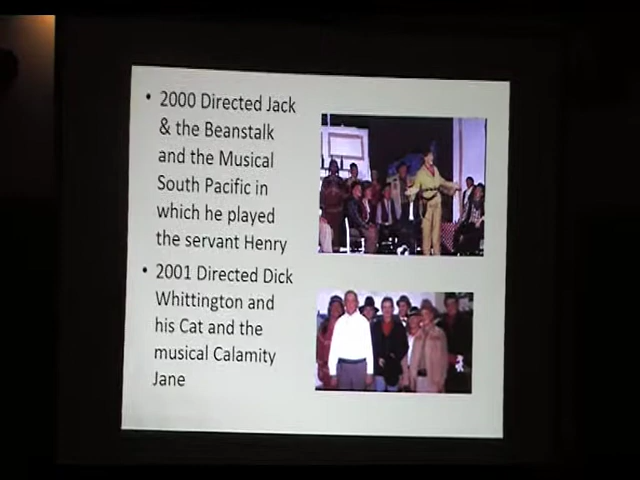 • 2000 Directed Jack
& the Beanstalk
and the Musical
South Pacific in
which he played
the servant Henry
• 2001 Directed Dick
Whittington and
his Cat and the
musical Calamity
Jane